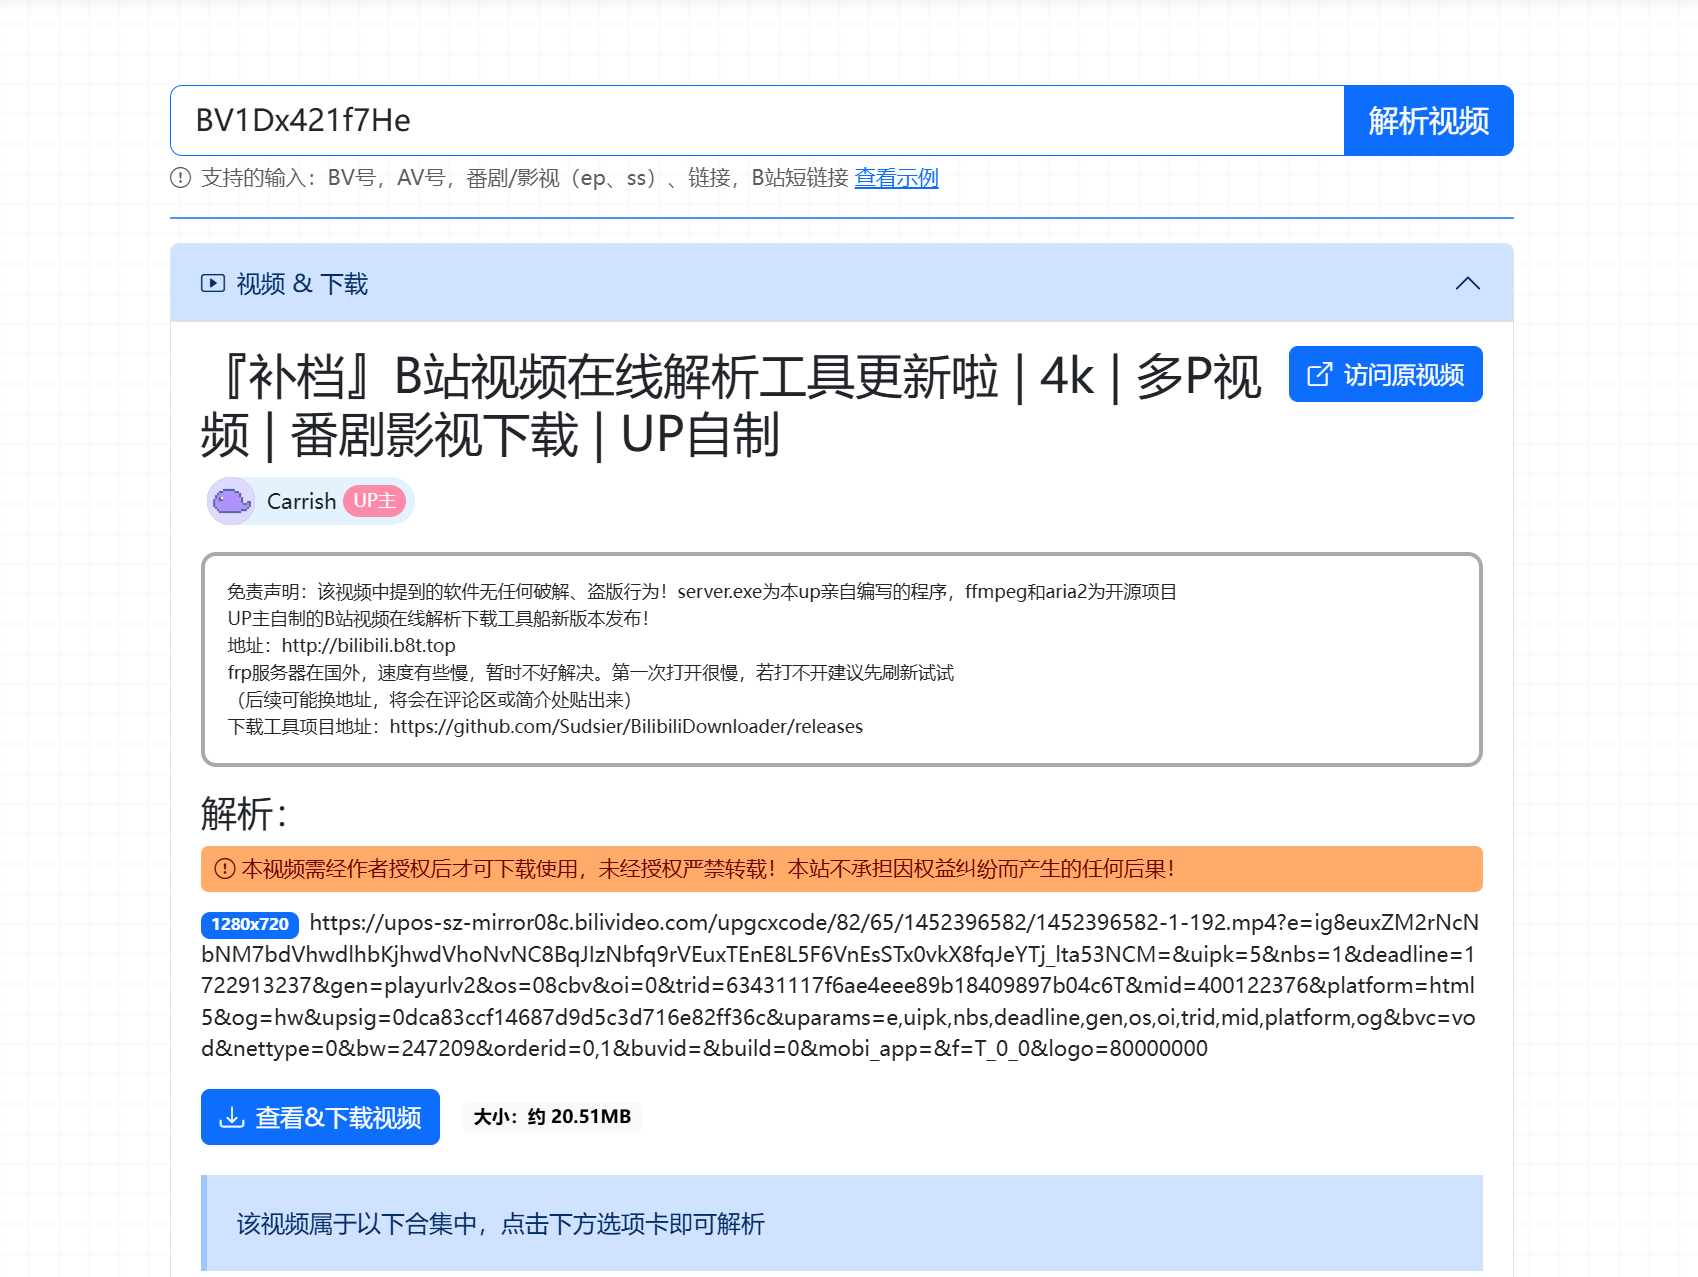 BV1Dx421f7He
解析视频
支持的输入：BV号，AV号，番剧/影视（ep、ss）、链接，B站短链接 查看示例
视频 & 下载
『补档』B站视频在线解析工具更新啦 | 4k | 多P视
频 | 番剧影视下载 | UP自制
访问原视频
Carrish UP主
免责声明：该视频中提到的软件无任何破解、盗版行为！server.exe为本up亲自编写的程序，ffmpeg和aria2为开源项目
UP主自制的B站视频在线解析下载工具船新版本发布！
地址：http://bilibili.b8t.top
frp服务器在国外，速度有些慢，暂时不好解决。第一次打开很慢，若打不开建议先刷新试试
（后续可能换地址，将会在评论区或简介处贴出来）
下载工具项目地址：https://github.com/Sudsier/BilibiliDownloader/releases
解析：
本视频需经作者授权后才可下载使用，未经授权严禁转载！本站不承担因权益纠纷而产生的任何后果！
1280x720 https://upos-sz-mirror08c.bilivideo.com/upgcxcode/82/65/1452396582/1452396582-1-192.mp4?e=ig8euxZM2rNcN
bNM7bdVhwdlhbKjhwdVhoNvNC8BqJIzNbfq9rVEuxTEnE8L5F6VnEsSTx0vkX8fqJeYTj_lta53NCM=&uipk=5&nbs=1&deadline=1
722913237&gen=playurlv2&os=08cbv&oi=0&trid=63431117f6ae4eee89b18409897b04c6T&mid=400122376&platform=html
5&og=hw&upsig=0dca83ccf14687d9d5c3d716e82ff36c&uparams=e,uipk,nbs,deadline,gen,os,oi,trid,mid,platform,og&bvc=vo
d&nettype=0&bw=247209&orderid=0,1&buvid=&build=0&mobi_app=&f=T_0_0&logo=80000000
查看&下载视频
大小：约 20.51MB
该视频属于以下合集中，点击下方选项卡即可解析